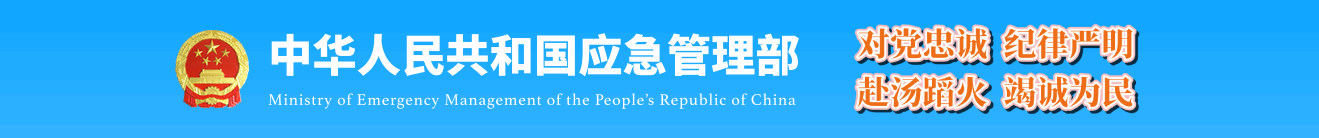 中华人民共和国应急管理部
Ministry of Emergency Management of the People's Republic of China
对党忠诚 纪律严明
赴汤蹈火 竭诚为民